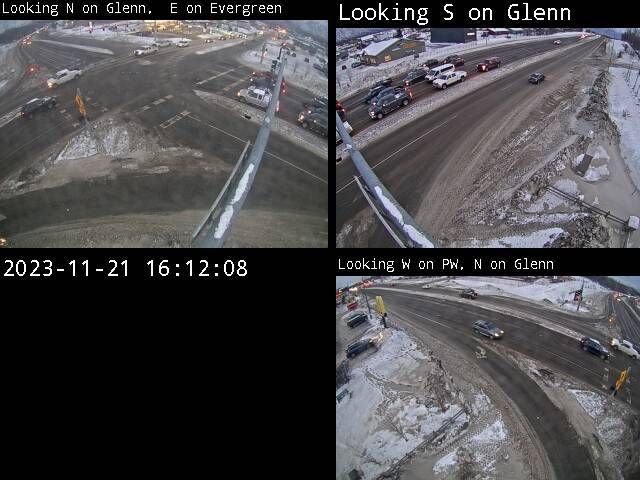 Looking N on Glenn,  E on Evergreen
Looking S on Glenn
2023-11-21 16:12:08
Looking W on PW, N on Glenn